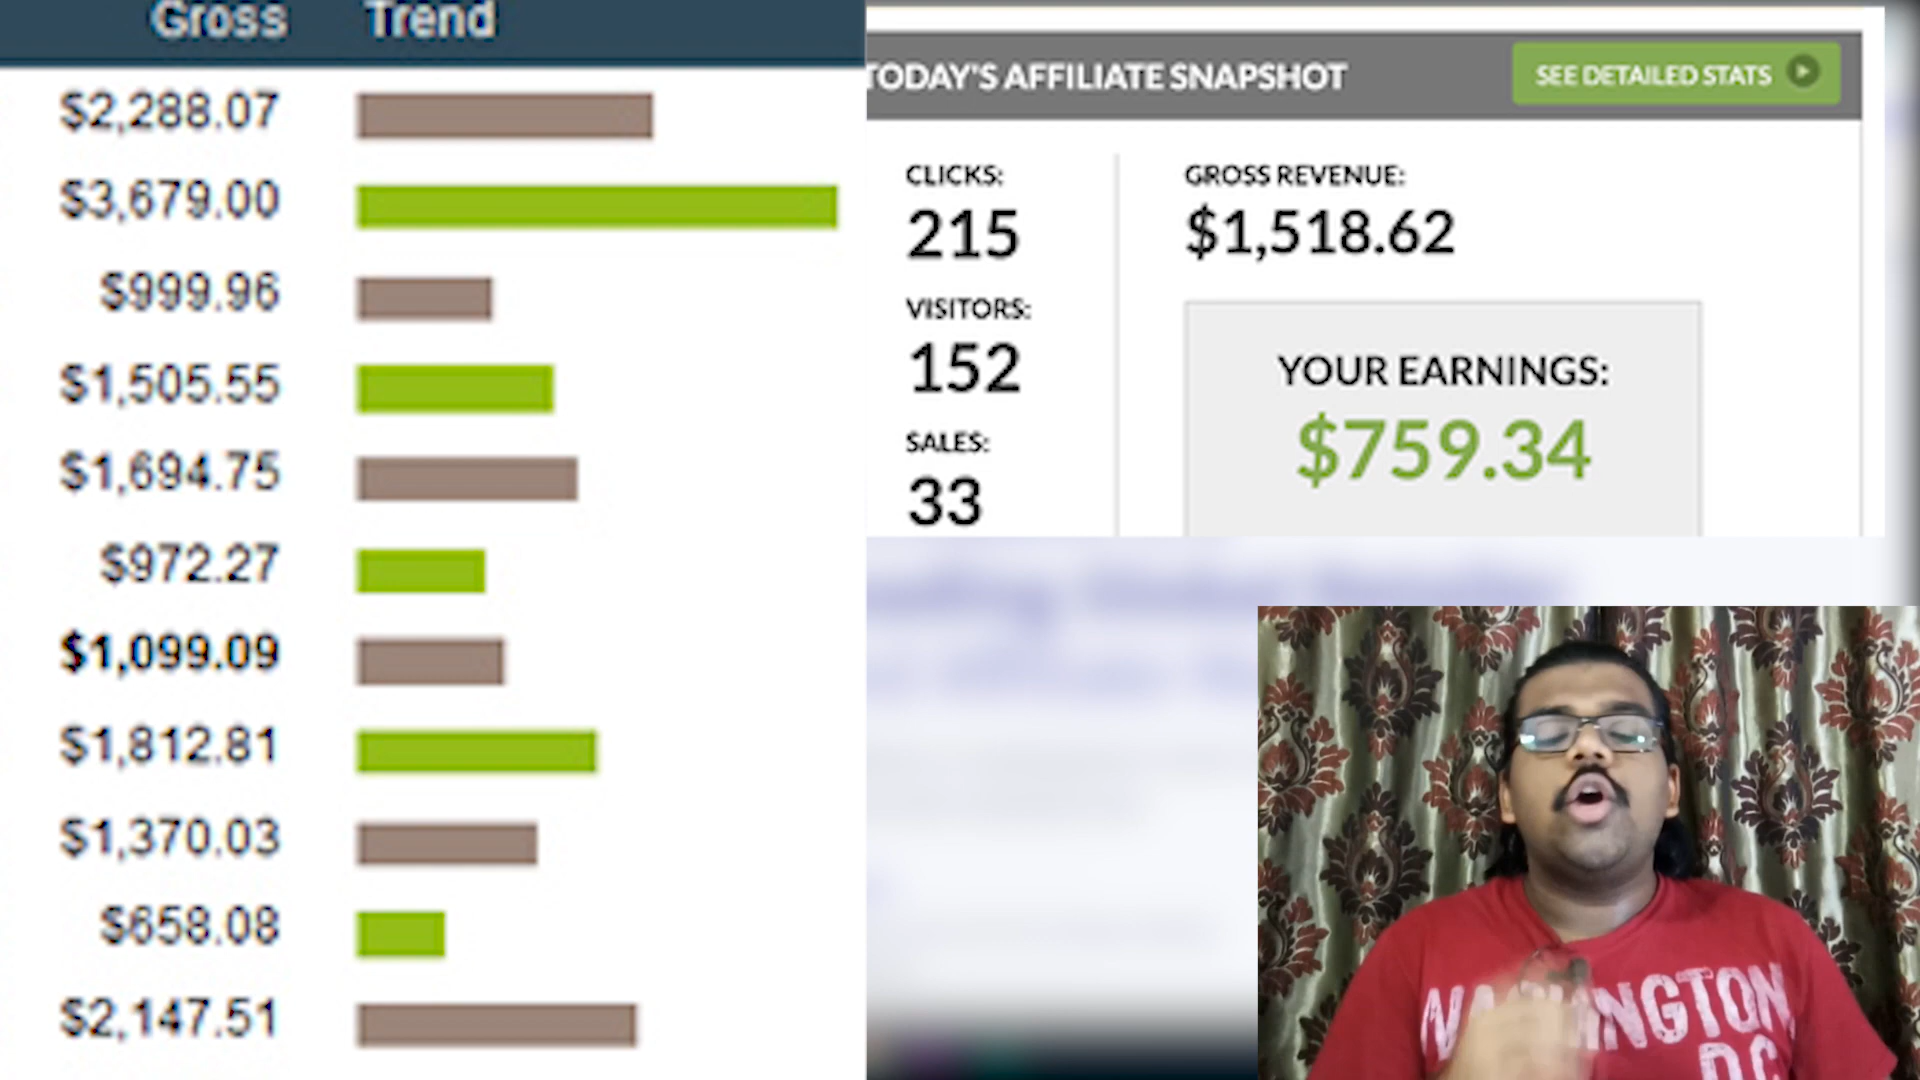 Gross Trend
$2,288.07
$3,679.00
$999.96
$1,505.55
$1,694.75
$972.27
$1,099.09
$1,812.81
$1,370.03
$658.08
$2,147.51
TODAY'S AFFILIATE SNAPSHOT
SEE DETAILED STATS
CLICKS:
215
VISITORS:
152
SALES:
33
GROSS REVENUE:
$1,518.62
YOUR EARNINGS:
$759.34
WASHINGTON
D.C